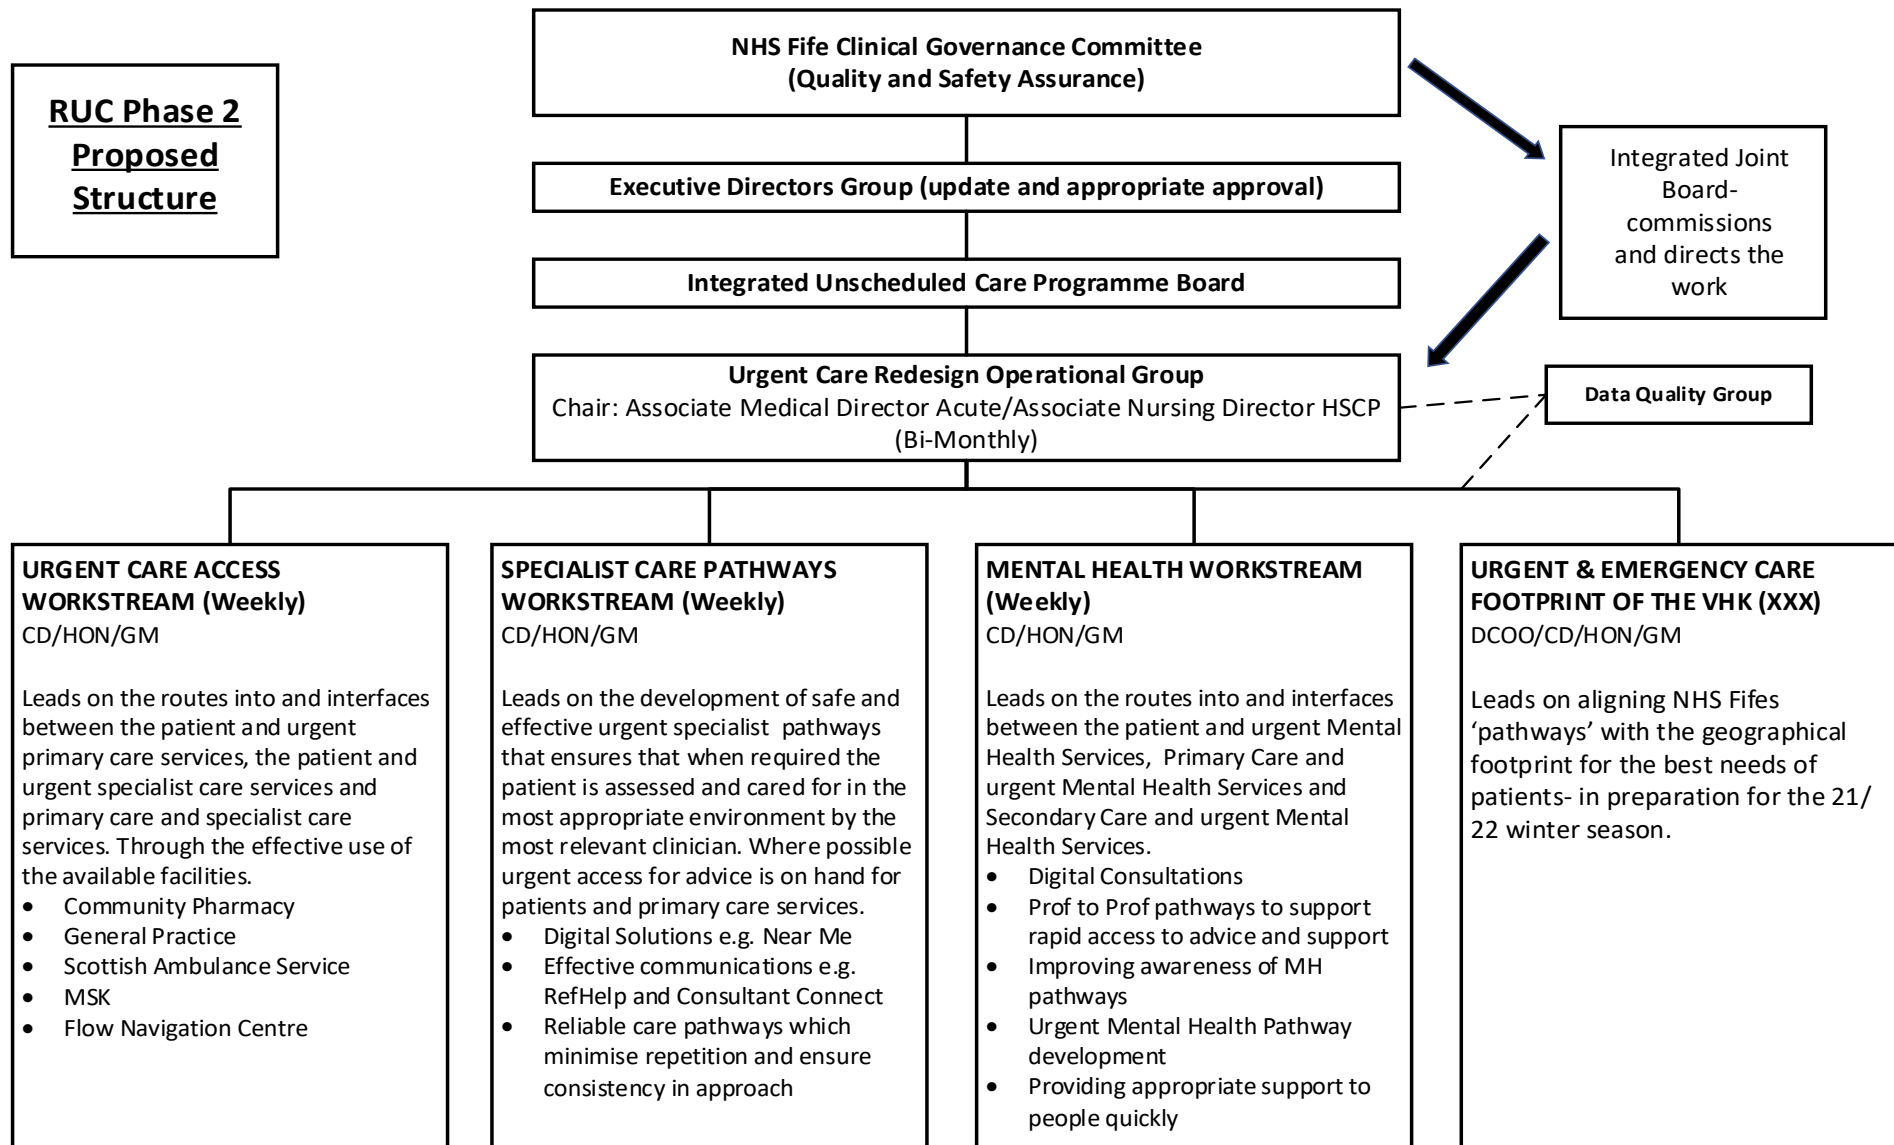 RUC Phase 2
Proposed
Structure
NHS Fife Clinical Governance Committee
(Quality and Safety Assurance)
Executive Directors Group (update and appropriate approval)
Integrated Unscheduled Care Programme Board
Integrated Joint
Board-
commissions
and directs the
work
Urgent Care Redesign Operational Group
Chair: Associate Medical Director Acute/Associate Nursing Director HSCP
(Bi-Monthly)
Data Quality Group
URGENT CARE ACCESS
WORKSTREAM (Weekly)
CD/HON/GM
Leads on the routes into and interfaces
between the patient and urgent
primary care services, the patient and
urgent specialist care services and
primary care and specialist care
services. Through the effective use of
the available facilities.
• Community Pharmacy
• General Practice
• Scottish Ambulance Service
• MSK
• Flow Navigation Centre
SPECIALIST CARE PATHWAYS
WORKSTREAM (Weekly)
CD/HON/GM
Leads on the development of safe and
effective urgent specialist pathways
that ensures that when required the
patient is assessed and cared for in the
most appropriate environment by the
most relevant clinician. Where possible
urgent access for advice is on hand for
patients and primary care services.
• Digital Solutions e.g. Near Me
• Effective communications e.g.
RefHelp and Consultant Connect
• Reliable care pathways which
minimise repetition and ensure
consistency in approach
MENTAL HEALTH WORKSTREAM
(Weekly)
CD/HON/GM
Leads on the routes into and interfaces
between the patient and urgent Mental
Health Services, Primary Care and
urgent Mental Health Services and
Secondary Care and urgent Mental
Health Services.
• Digital Consultations
• Prof to Prof pathways to support
rapid access to advice and support
• Improving awareness of MH
pathways
• Urgent Mental Health Pathway
development
• Providing appropriate support to
people quickly
URGENT & EMERGENCY CARE
FOOTPRINT OF THE VHK (XXX)
DCOO/CD/HON/GM
Leads on aligning NHS Fifes
‘pathways’ with the geographical
footprint for the best needs of
patients- in preparation for the 21/
22 winter season.